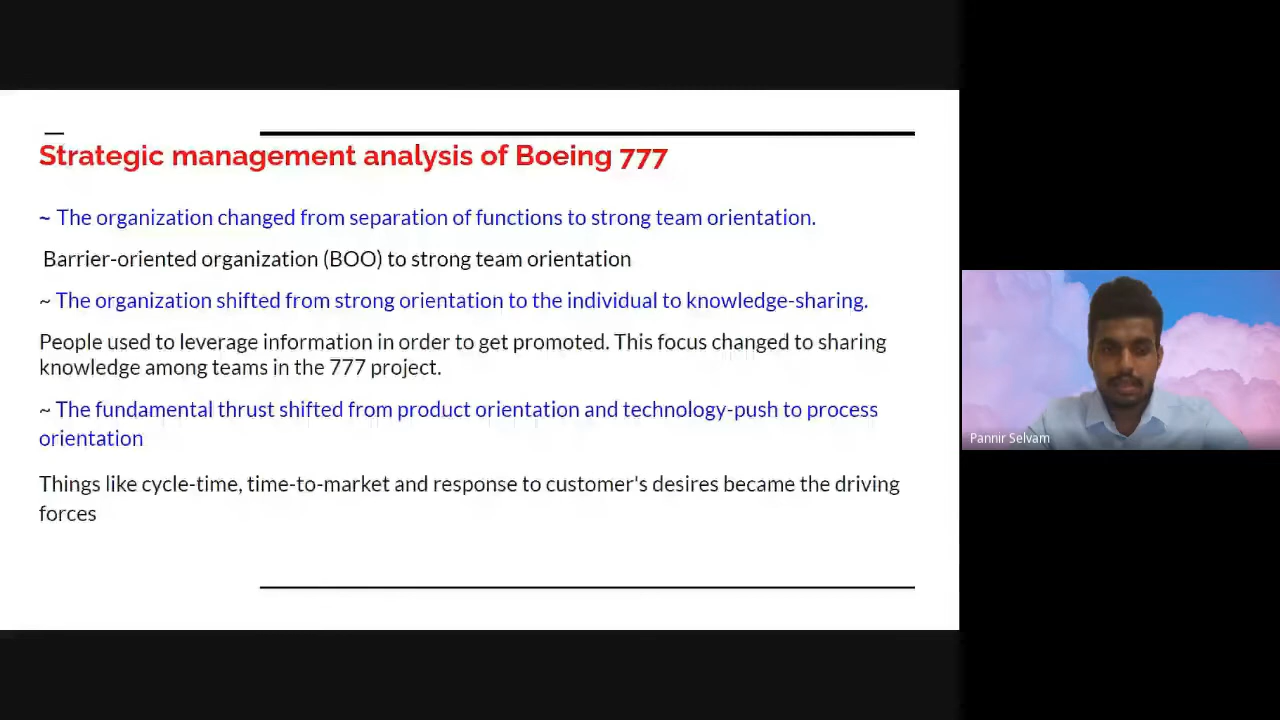 Strategic management analysis of Boeing 777
~ The organization changed from separation of functions to strong team orientation.
Barrier-oriented organization (BOO) to strong team orientation
~ The organization shifted from strong orientation to the individual to knowledge-sharing.
People used to leverage information in order to get promoted. This focus changed to sharing
knowledge among teams in the 777 project.
~ The fundamental thrust shifted from product orientation and technology-push to process
orientation
Things like cycle-time, time-to-market and response to customer's desires became the driving
forces
Pannir Selvam